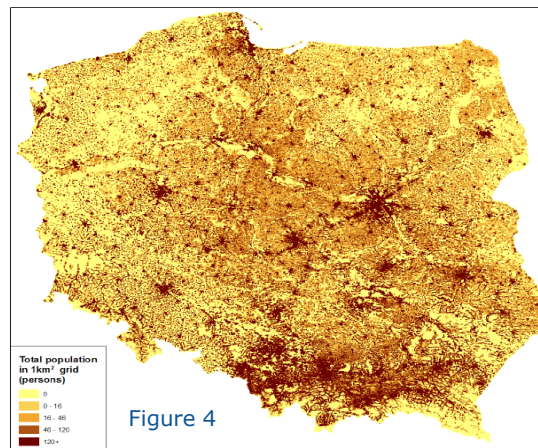 Total population
in 1km² grid
(persons)
0
0 - 16
16 - 46
46 - 120
120+
Figure 4